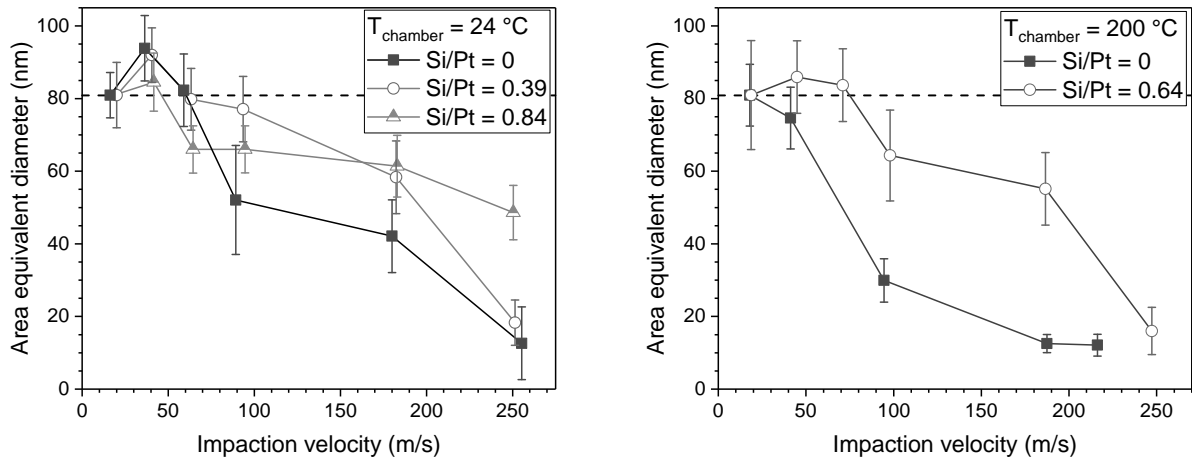 T_chamber = 24 °C
Si/Pt = 0
Si/Pt = 0.39
Si/Pt = 0.84
Area equivalent diameter (nm)
100
80
60
40
20
0
0 50 100 150 200 250
Impaction velocity (m/s)
T_chamber = 200 °C
Si/Pt = 0
Si/Pt = 0.64
Area equivalent diameter (nm)
100
80
60
40
20
0
0 50 100 150 200 250
Impaction velocity (m/s)